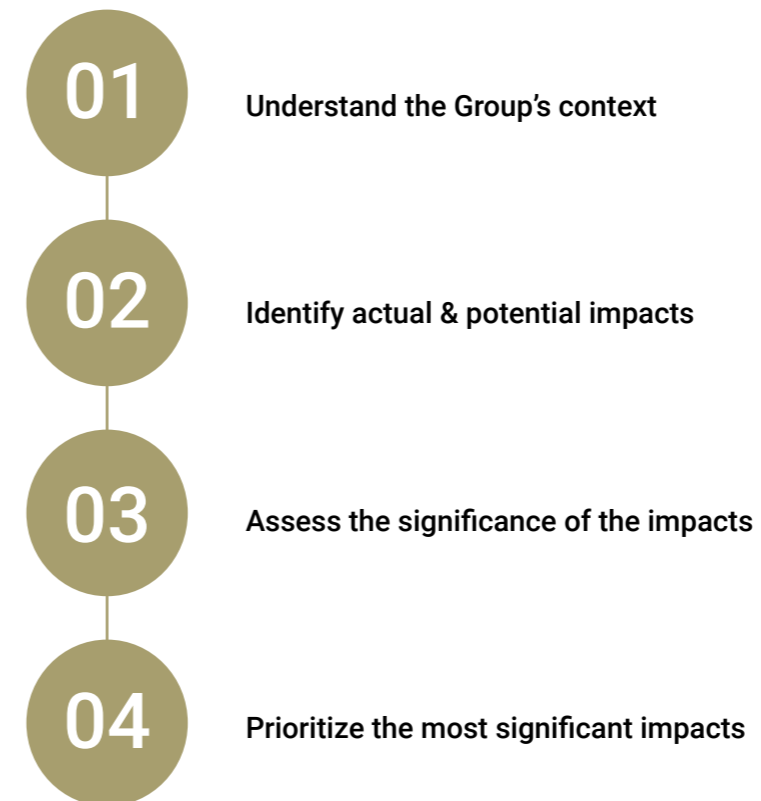 01
Understand the Group’s context
02
Identify actual & potential impacts
03
Assess the significance of the impacts
04
Prioritize the most significant impacts